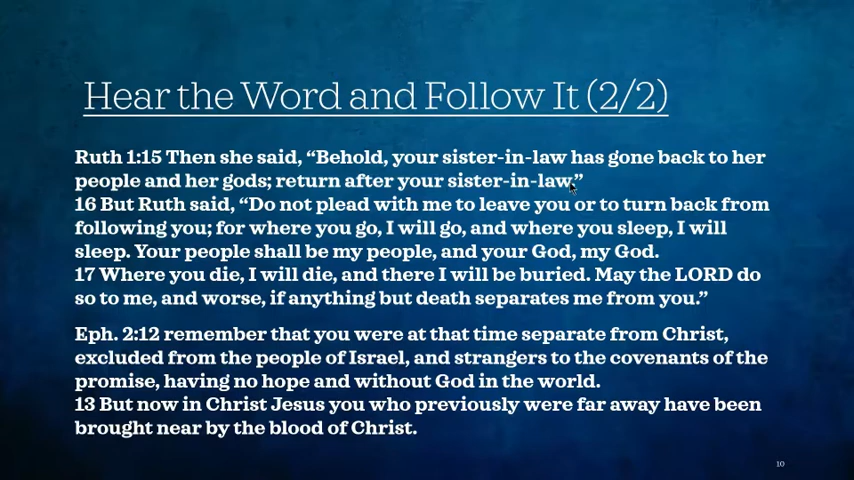 Hear the Word and Follow It (2/2)
Ruth 1:15 Then she said, “Behold, your sister-in-law has gone back to her
people and her gods; return after your sister-in-law.”
16 But Ruth said, “Do not plead with me to leave you or to turn back from
following you; for where you go, I will go, and where you sleep, I will
sleep. Your people shall be my people, and your God, my God.
17 Where you die, I will die, and there I will be buried. May the LORD do
so to me, and worse, if anything but death separates me from you.”
Eph. 2:12 remember that you were at that time separate from Christ,
excluded from the people of Israel, and strangers to the covenants of the
promise, having no hope and without God in the world.
13 But now in Christ Jesus you who previously were far away have been
brought near by the blood of Christ.
10